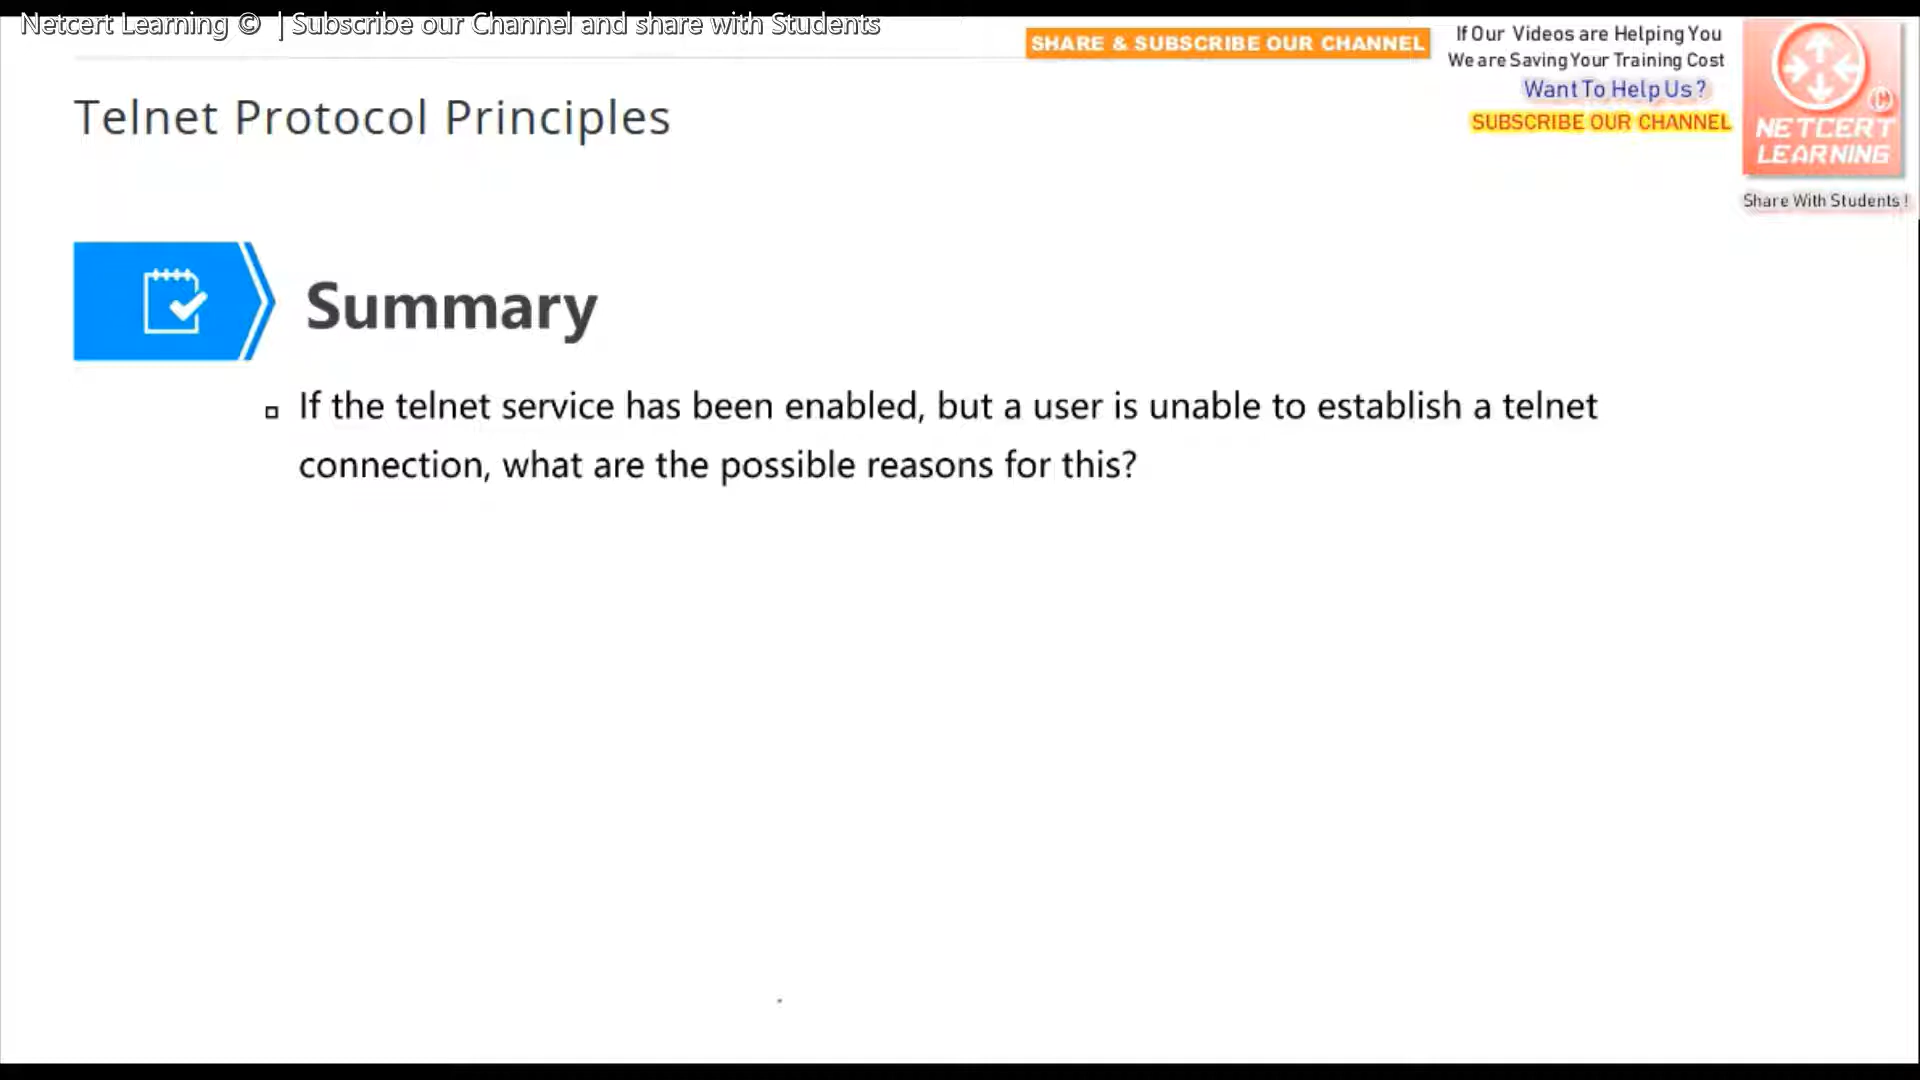 Netcert Learning © | Subscribe our Channel and share with Students
SHARE & SUBSCRIBE OUR CHANNEL
If Our Videos are Helping You
We are Saving Your Training Cost
Want To Help Us ?
SUBSCRIBE OUR CHANNEL
©
NETCERT
LEARNING
Share With Students !
Telnet Protocol Principles
Summary
If the telnet service has been enabled, but a user is unable to establish a telnet
connection, what are the possible reasons for this?